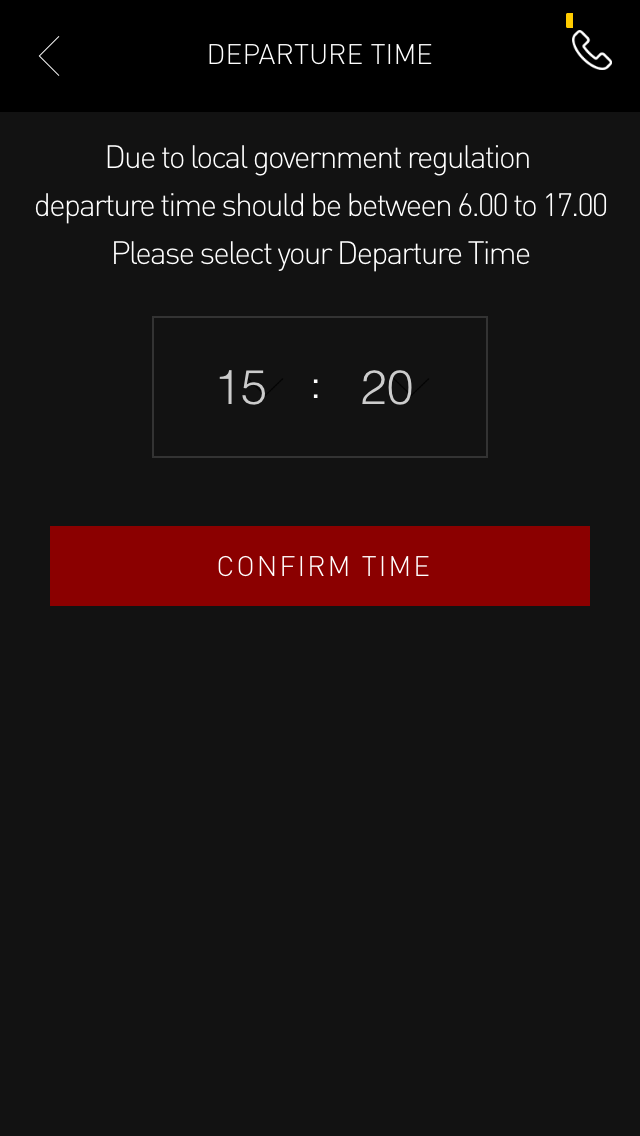 DEPARTURE TIME
Due to local government regulation
departure time should be between 6.00 to 17.00
Please select your Departure Time
15 : 20
CONFIRM TIME